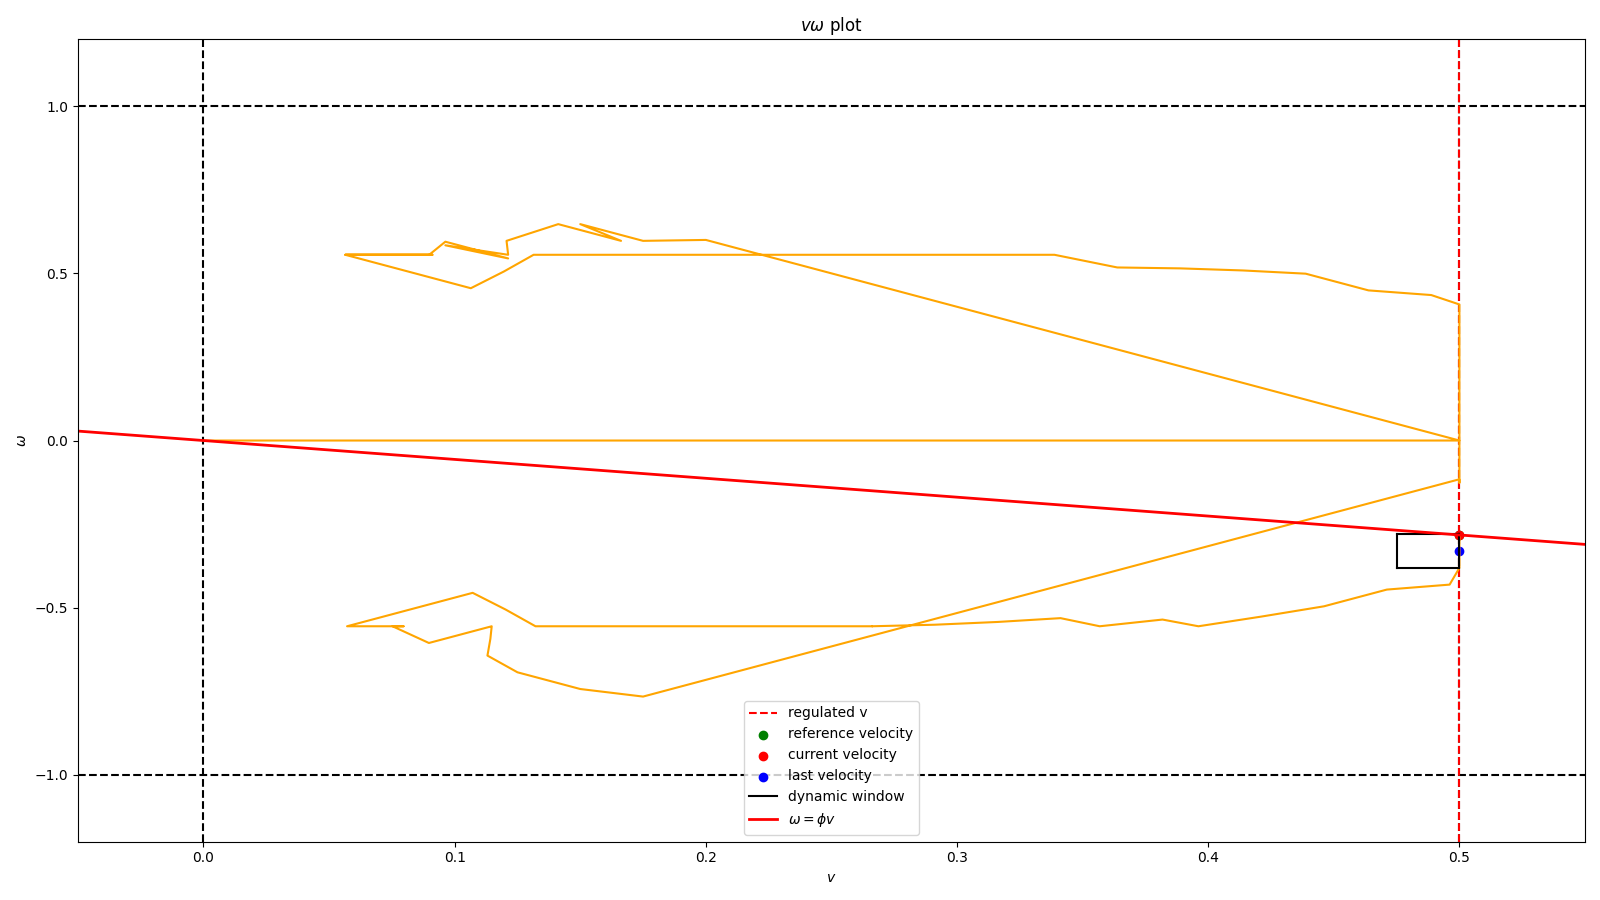 vω plot
1.0
0.5
0.0
−0.5
−1.0
ω
0.0 0.1 0.2 0.3 0.4 0.5
v
regulated v
reference velocity
current velocity
last velocity
dynamic window
ω = ϕv